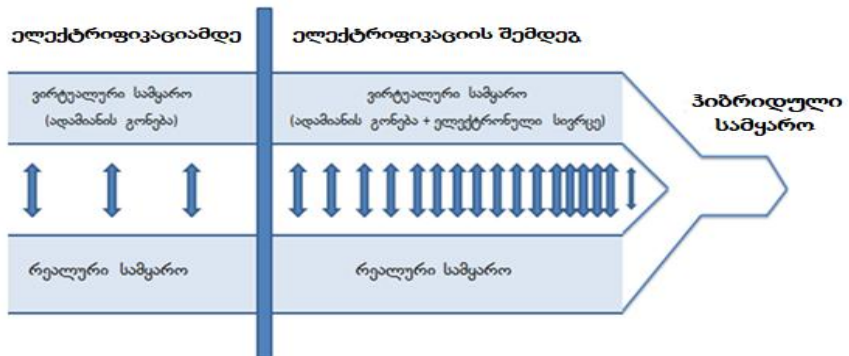 ელექტრიფიკაციამდე
ელექტრიფიკაციის შემდეგ
ვირტუალური სამყარო
(ადამიანის გონება)
ვირტუალური სამყარო
(ადამიანის გონება + ელექტრონული სივრცე)
ჰიბრიდული
სამყარო
რეალური სამყარო
რეალური სამყარო